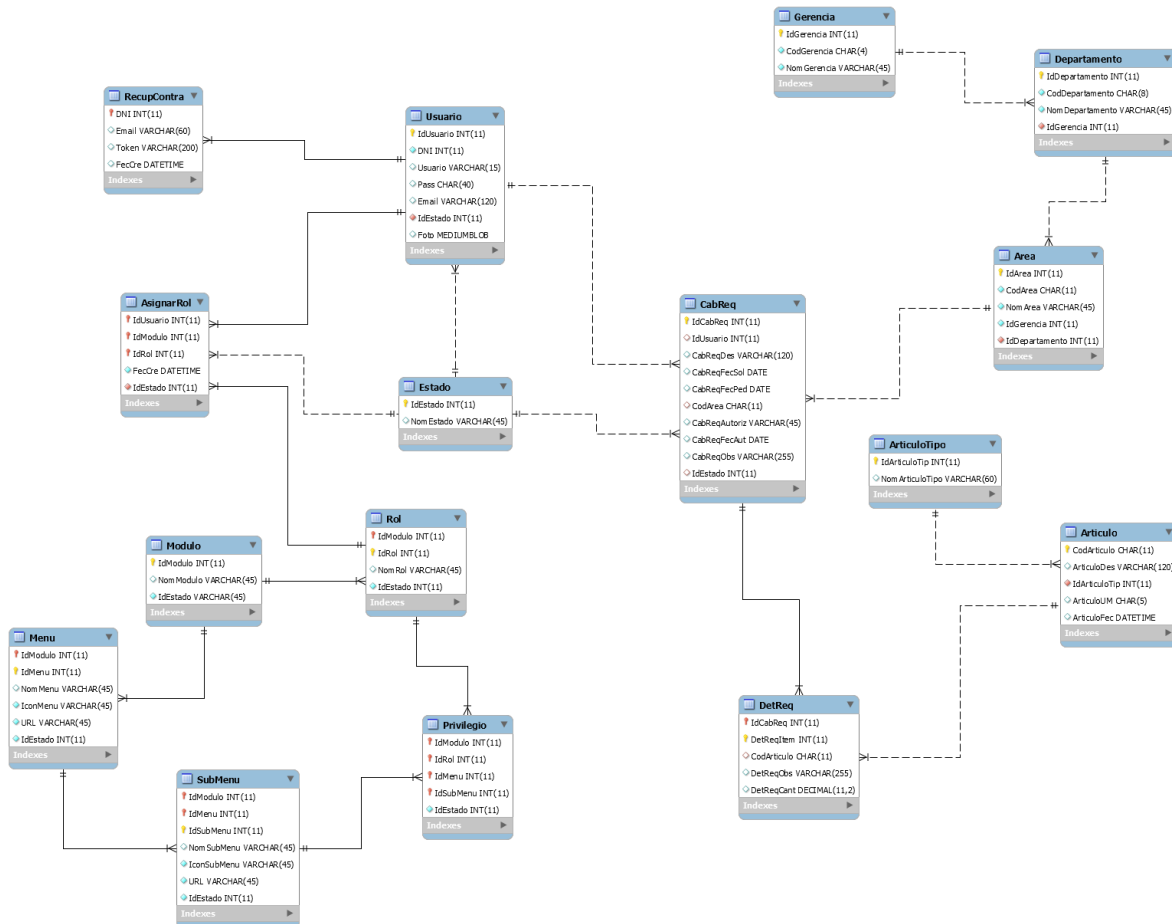 Gerencia
IdGerencia INT(11)
CodGerencia CHAR(4)
NomGerencia VARCHAR(45)
Indexes
Departamento
IdDepartamento INT(11)
CodDepartamento CHAR(8)
NomDepartamento VARCHAR(45)
IdGerencia INT(11)
Indexes
RecupContra
DNI INT(11)
Email VARCHAR(60)
Token VARCHAR(200)
FecCre DATETIME
Indexes
Usuario
IdUsuario INT(11)
DNI INT(11)
Usuario VARCHAR(15)
Pass CHAR(40)
Email VARCHAR(120)
IdEstado INT(11)
Foto MEDIUMBLOB
Indexes
Area
IdArea INT(11)
CodArea CHAR(11)
NomArea VARCHAR(45)
IdGerencia INT(11)
IdDepartamento INT(11)
Indexes
AsignarRol
IdUsuario INT(11)
IdModulo INT(11)
IdRol INT(11)
FecCre DATETIME
IdEstado INT(11)
Indexes
CabReq
IdCabReq INT(11)
IdUsuario INT(11)
CabReqDes VARCHAR(120)
CabReqFecSol DATE
CabReqFecPed DATE
CodArea CHAR(11)
CabReqAutoriz VARCHAR(45)
CabReqFecAut DATE
CabReqObs VARCHAR(255)
IdEstado INT(11)
Indexes
Estado
IdEstado INT(11)
NomEstado VARCHAR(45)
Indexes
ArticuloTipo
IdArticuloTip INT(11)
NomArticuloTipo VARCHAR(60)
Indexes
Rol
IdModulo INT(11)
IdRol INT(11)
NomRol VARCHAR(45)
IdEstado INT(11)
Indexes
Articulo
CodArticulo CHAR(11)
ArticuloDes VARCHAR(120)
IdArticuloTip INT(11)
ArticuloUM CHAR(5)
ArticuloFec DATETIME
Indexes
Modulo
IdModulo INT(11)
NomModulo VARCHAR(45)
IdEstado VARCHAR(45)
Indexes
Menu
IdModulo INT(11)
IdMenu INT(11)
NomMenu VARCHAR(45)
IconMenu VARCHAR(45)
URL VARCHAR(45)
IdEstado INT(11)
Indexes
DetReq
IdCabReq INT(11)
DetReqItem INT(11)
CodArticulo CHAR(11)
DetReqObs VARCHAR(255)
DetReqCant DECIMAL(11,2)
Indexes
Privilegio
IdModulo INT(11)
IdRol INT(11)
IdMenu INT(11)
IdSubMenu INT(11)
IdEstado INT(11)
Indexes
SubMenu
IdModulo INT(11)
IdMenu INT(11)
IdSubMenu INT(11)
NomSubMenu VARCHAR(45)
IconSubMenu VARCHAR(45)
URL VARCHAR(45)
IdEstado INT(11)
Indexes